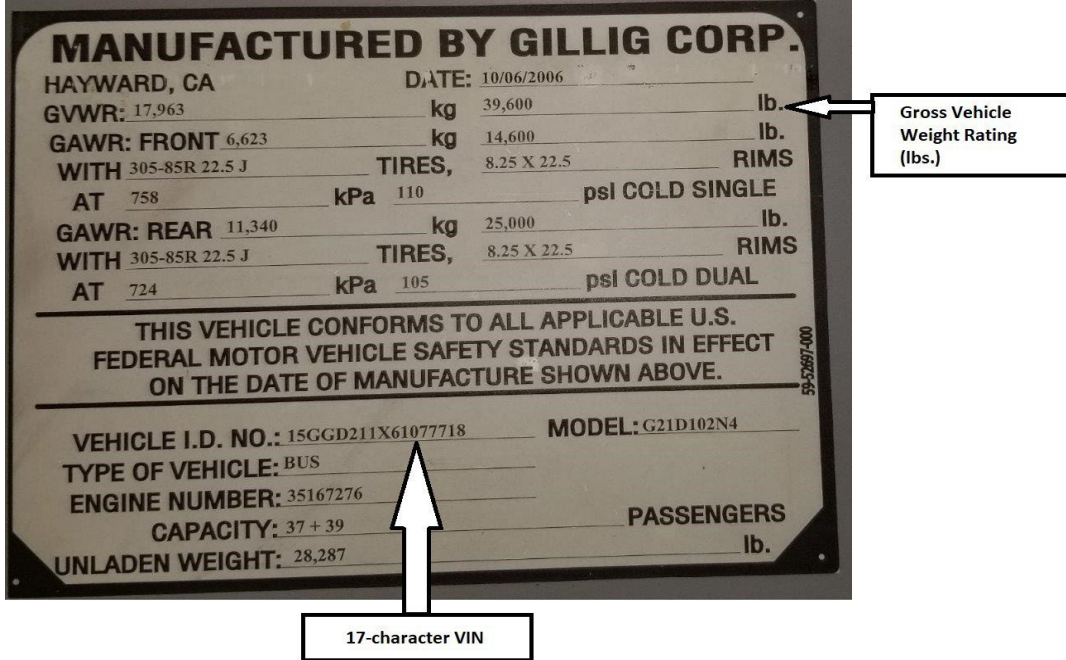 MANUFACTURED BY GILLIG CORP.
HAYWARD, CA DATE: 10/06/2006
GVWR: 17,963 kg 39,600 lb.
GAWR: FRONT 6,623 kg 14,600 lb.
WITH 305-85R 22.5 J TIRES, 8.25 X 22.5 RIMS
AT 758 kPa 110 psi COLD SINGLE
GAWR: REAR 11,340 kg 25,000 lb.
WITH 305-85R 22.5 J TIRES, 8.25 X 22.5 RIMS
AT 724 kPa 105 psi COLD DUAL
THIS VEHICLE CONFORMS TO ALL APPLICABLE U.S.
FEDERAL MOTOR VEHICLE SAFETY STANDARDS IN EFFECT
ON THE DATE OF MANUFACTURE SHOWN ABOVE.
59-52697-000
VEHICLE I.D. NO.: 15GGD211X61077718 MODEL: G21D102N4
TYPE OF VEHICLE: BUS
ENGINE NUMBER: 35167276
CAPACITY: 37 + 39 PASSENGERS
UNLADEN WEIGHT: 28,287 lb.
Gross Vehicle
Weight Rating
(lbs.)
17-character VIN